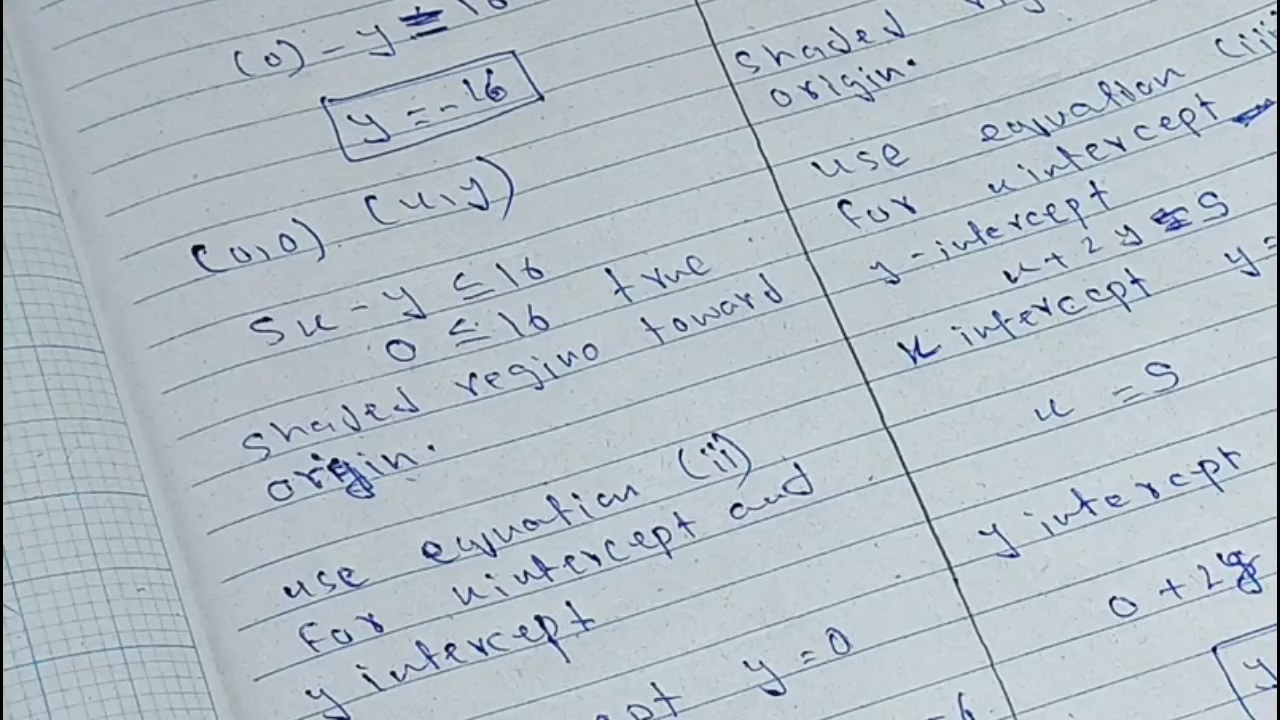 (0) - y = 16
y = -16
(0,0) (x,y)
5x - y ≤ 16
0 ≤ 16 true
shaded regino toward
origin.
use equation (ii)
for x intercept and
y intercept
y = 0
shaded
origin.
use equation (iii
for x intercept
y-intercept
x + 2y = 5
x intercept y =
x = 5
y intercept
0 + 2y
y